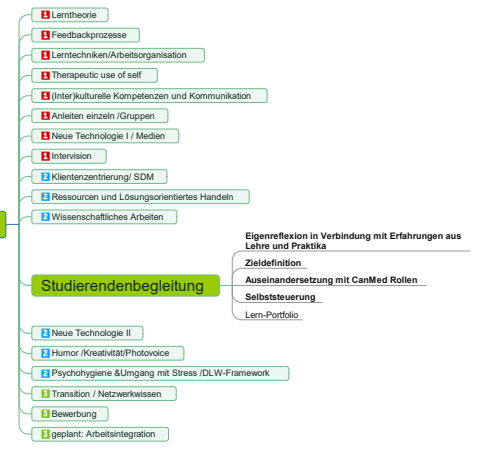 1 Lerntheorie
1 Feedbackprozesse
1 Lerntechniken/Arbeitsorganisation
1 Therapeutic use of self
1 (Inter)kulturelle Kompetenzen und Kommunikation
1 Anleiten einzeln /Gruppen
1 Neue Technologie I / Medien
1 Intervision
2 Klientenzentrierung/ SDM
2 Ressourcen und Lösungsorientiertes Handeln
2 Wissenschaftliches Arbeiten
Studierendenbegleitung
Eigenreflexion in Verbindung mit Erfahrungen aus
Lehre und Praktika
Zieldefinition
Auseinandersetzung mit CanMed Rollen
Selbststeuerung
Lern-Portfolio
2 Neue Technologie II
2 Humor /Kreativität/Photovoice
2 Psychohygiene &Umgang mit Stress /DLW-Framework
3 Transition / Netzwerkwissen
3 Bewerbung
3 geplant: Arbeitsintegration